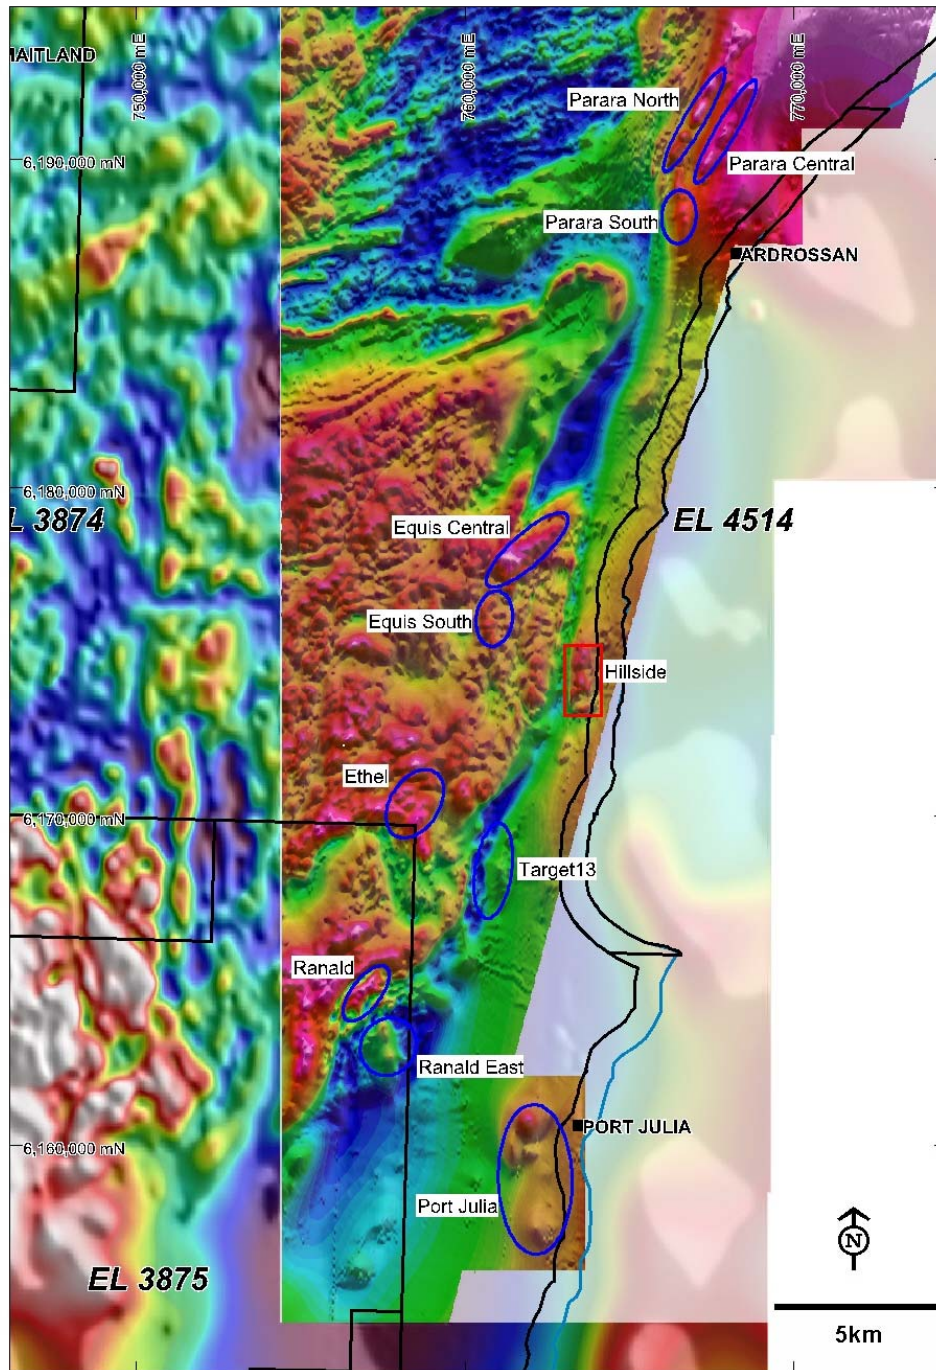 MAITLAND
750,000 mE
760,000 mE
770,000 mE
Parara North
6,190,000 mN
Parara Central
Parara South
ARDROSSAN
6,180,000 mN
EL 3874
Equis Central
EL 4514
Equis South
Hillside
Ethel
6,170,000 mN
Target13
Ranald
Ranald East
PORT JULIA
6,160,000 mN
Port Julia
N
EL 3875
5km